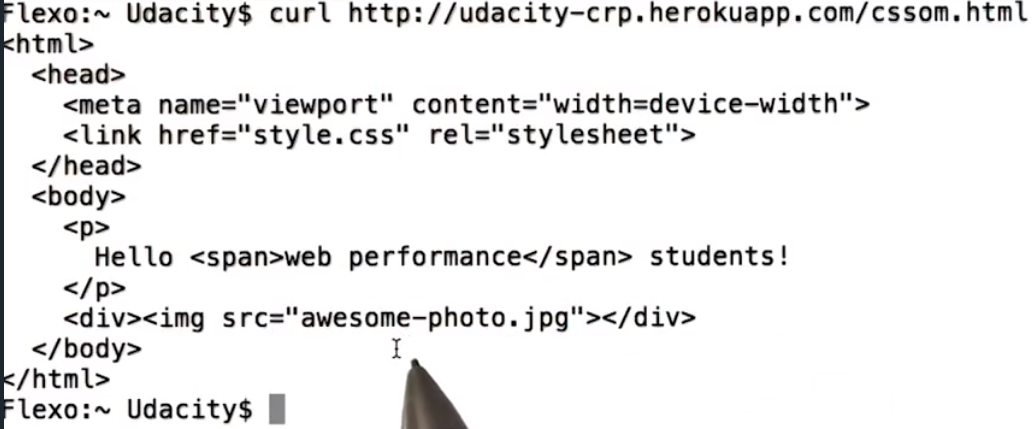 Flexo:~ Udacity$ curl http://udacity-crp.herokuapp.com/cssom.html
<html>
  <head>
    <meta name="viewport" content="width=device-width">
    <link href="style.css" rel="stylesheet">
  </head>
  <body>
    <p>
      Hello <span>web performance</span> students!
    </p>
    <div><img src="awesome-photo.jpg"></div>
  </body>
</html>
Flexo:~ Udacity$